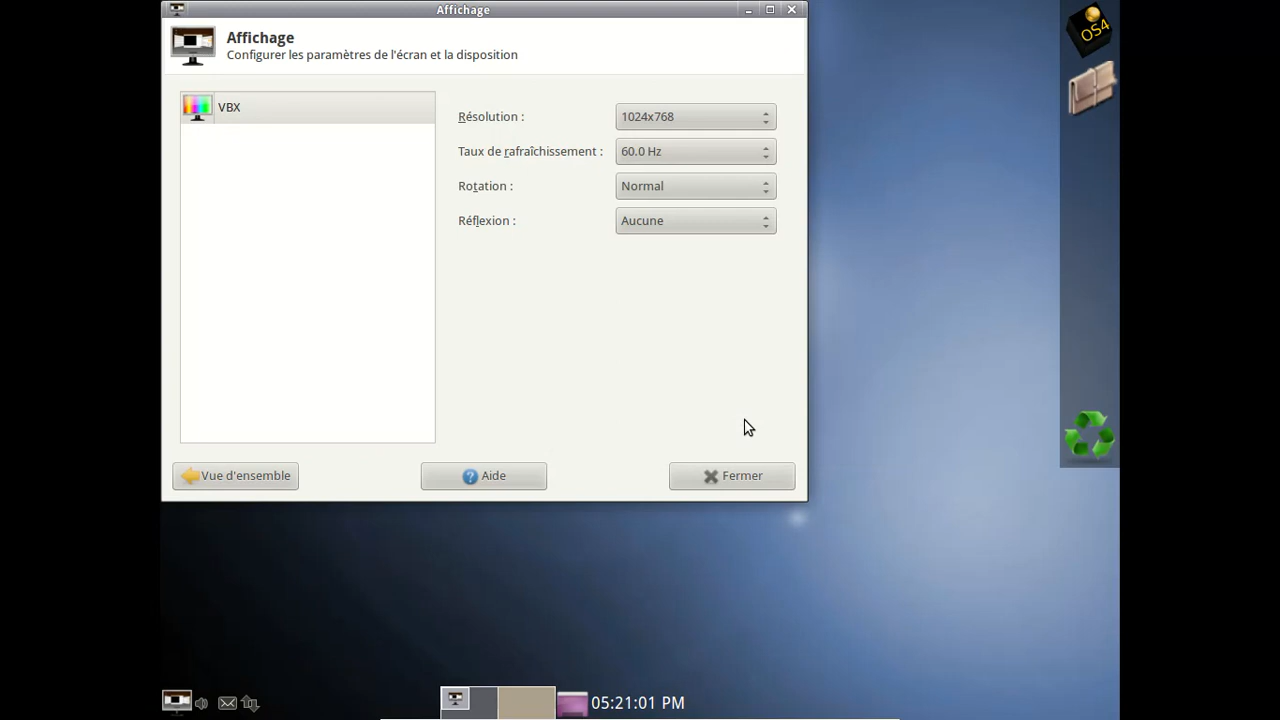 Affichage
Affichage
Configurer les paramètres de l'écran et la disposition
VBX
Résolution :
1024x768
Taux de rafraîchissement :
60.0 Hz
Rotation :
Normal
Réflexion :
Aucune
Vue d'ensemble
Aide
Fermer
OS4
05:21:01 PM